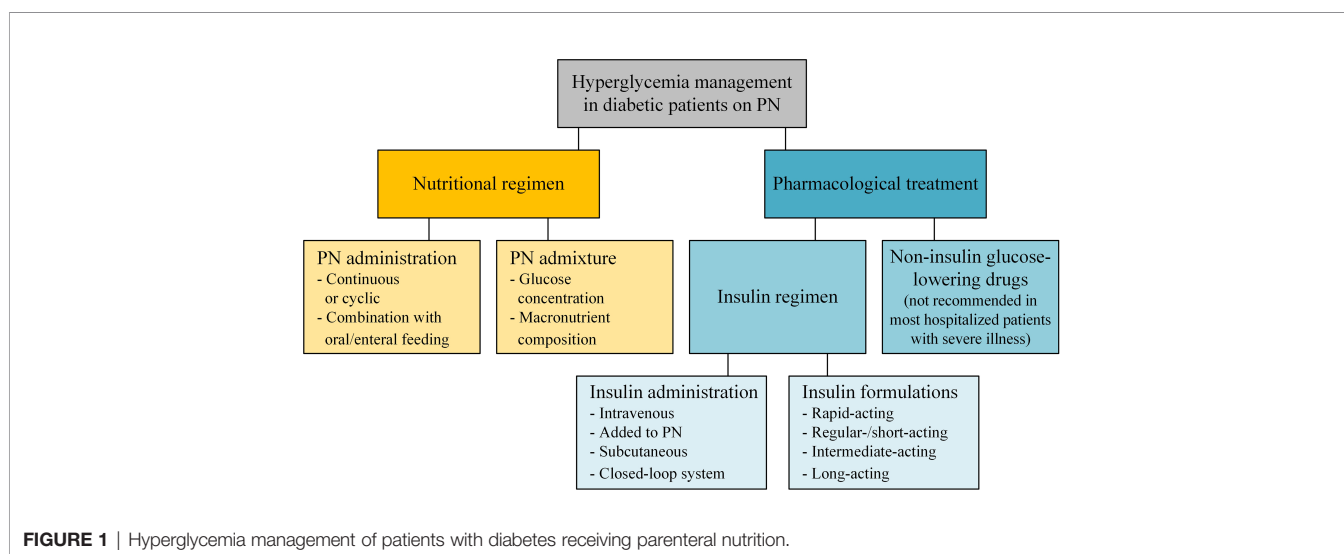 Hyperglycemia management
in diabetic patients on PN
Nutritional regimen
Pharmacological treatment
PN administration
- Continuous
or cyclic
- Combination with
oral/enteral feeding
PN admixture
- Glucose
concentration
- Macronutrient
composition
Insulin regimen
Non-insulin glucose-
lowering drugs
(not recommended in
most hospitalized patients
with severe illness)
Insulin administration
- Intravenous
- Added to PN
- Subcutaneous
- Closed-loop system
Insulin formulations
- Rapid-acting
- Regular-/short-acting
- Intermediate-acting
- Long-acting
FIGURE 1 | Hyperglycemia management of patients with diabetes receiving parenteral nutrition.